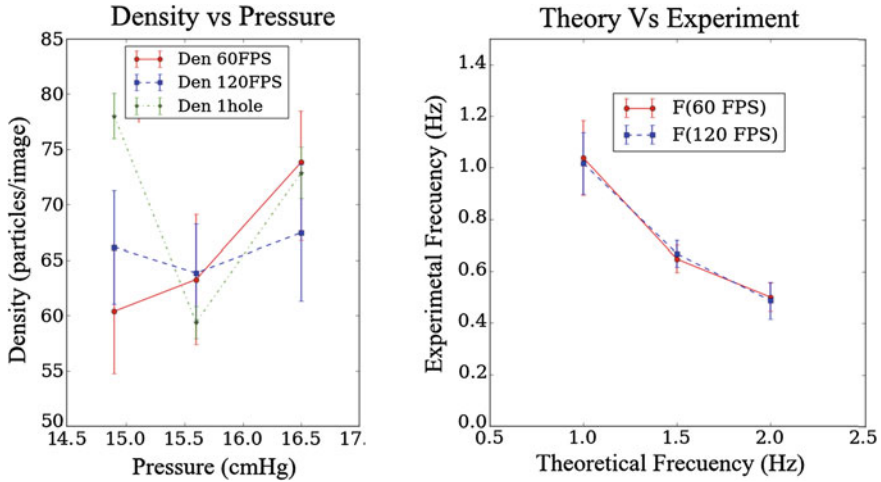 Density vs Pressure
85
80
75
70
65
60
55
50
14.5 15.0 15.5 16.0 16.5 17.
Density (particles/image)
Pressure (cmHg)
Den 60FPS
Den 120FPS
Den 1hole
Theory Vs Experiment
1.4
1.2
1.0
0.8
0.6
0.4
0.2
0.0
0.5 1.0 1.5 2.0 2.5
Experimetal Frecuency (Hz)
Theoretical Frecuency (Hz)
F(60 FPS)
F(120 FPS)